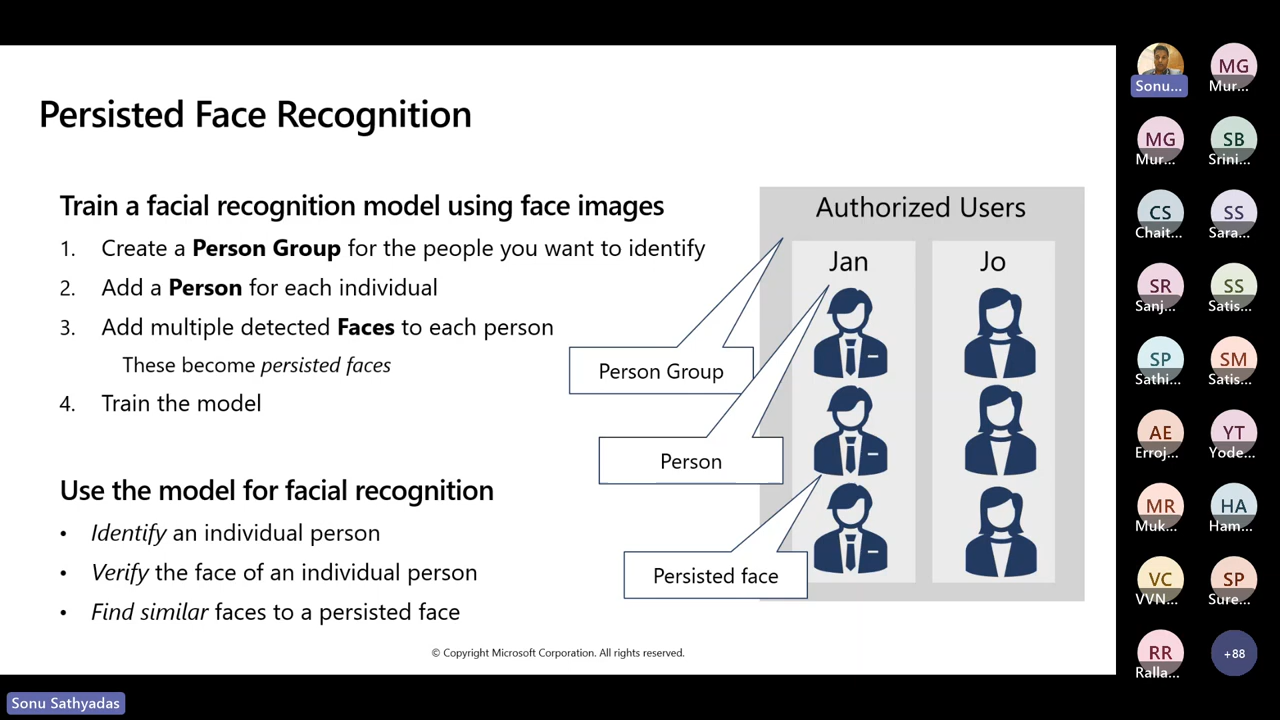 Persisted Face Recognition
Train a facial recognition model using face images
1. Create a Person Group for the people you want to identify
2. Add a Person for each individual
3. Add multiple detected Faces to each person
These become persisted faces
4. Train the model
Use the model for facial recognition
• Identify an individual person
• Verify the face of an individual person
• Find similar faces to a persisted face
Authorized Users
Jan
Jo
Person Group
Person
Persisted face
© Copyright Microsoft Corporation. All rights reserved.
Sonu...
MG
Mur...
MG
Mur...
SB
Srini...
CS
Chait...
SS
Sara...
SR
Sanj...
SS
Satis...
SP
Sathi...
SM
Satis...
AE
Erroj...
YT
Yode...
MR
Muk...
HA
Ham...
VC
VVN...
SP
Sure...
RR
Ralla...
+88
Sonu Sathyadas